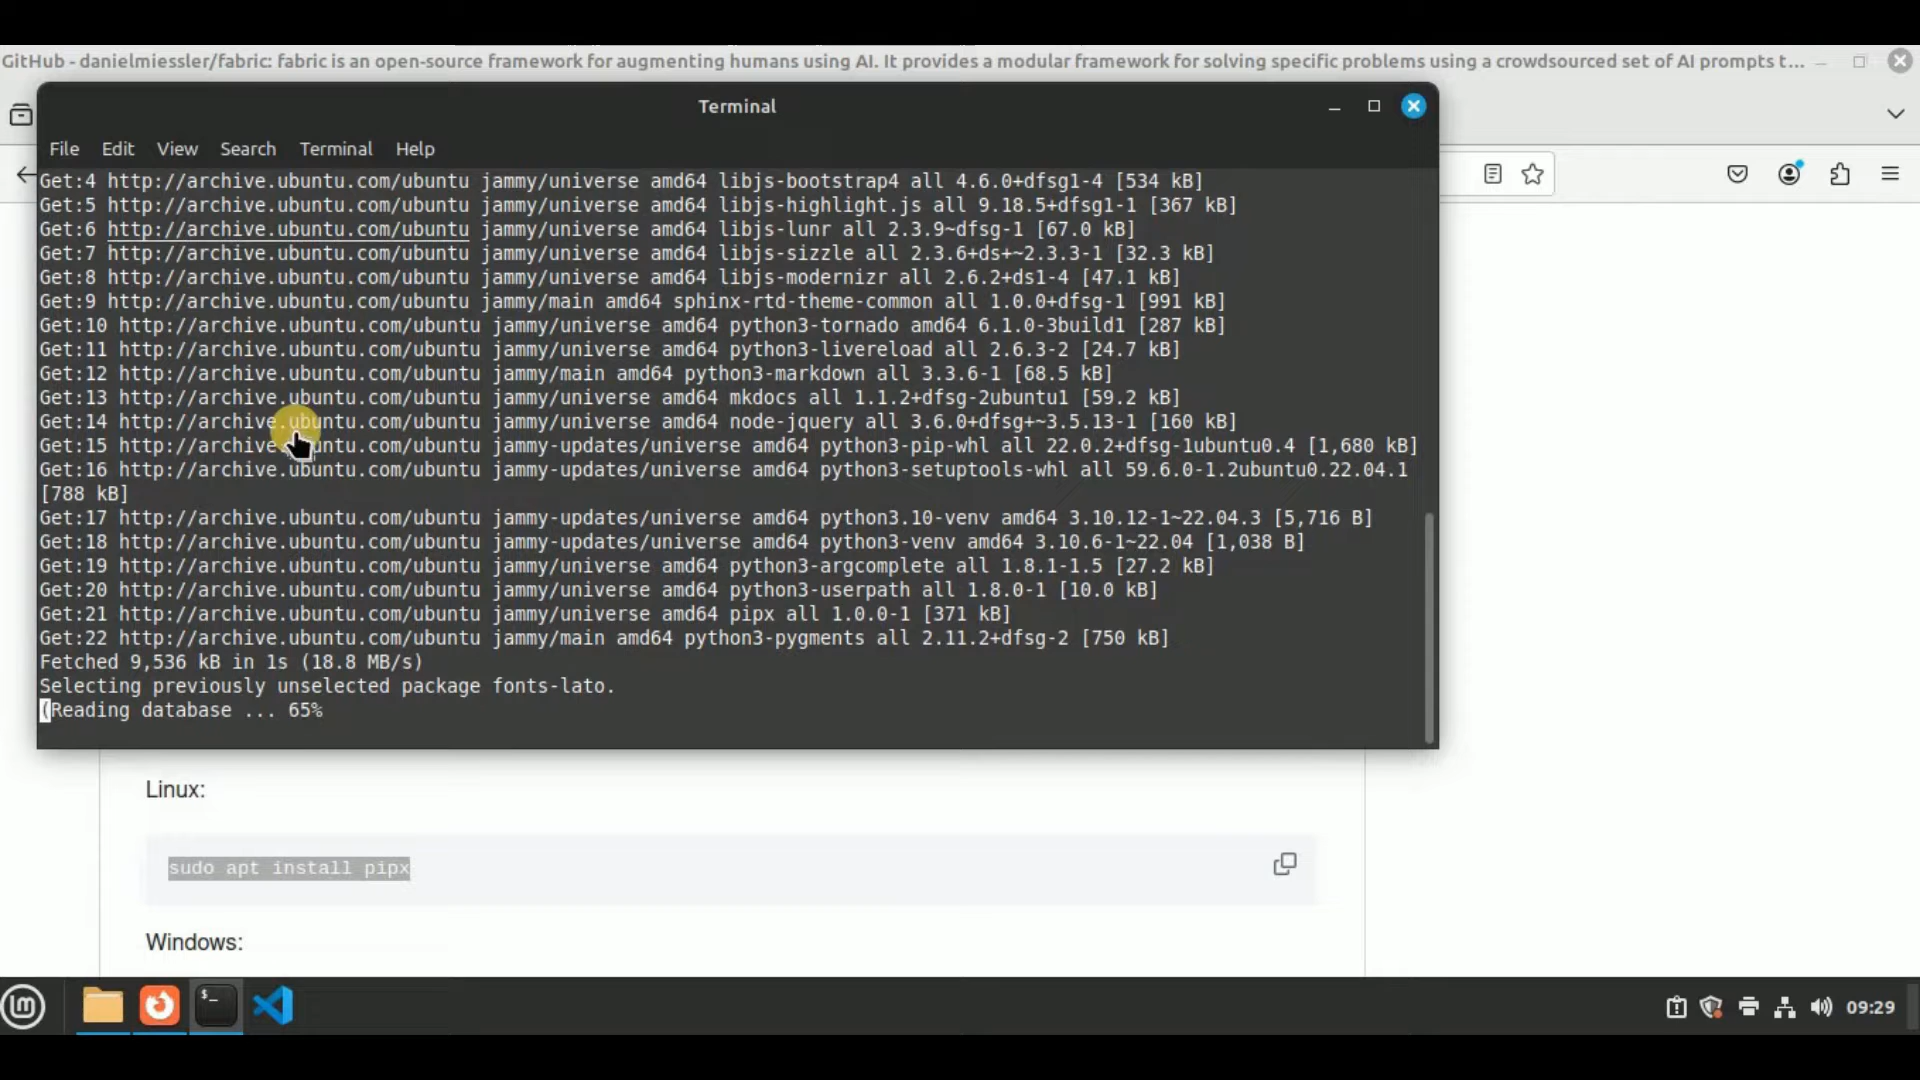 GitHub - danielmiessler/fabric: fabric is an open-source framework for augmenting humans using AI. It provides a modular framework for solving specific problems using a crowdsourced set of AI prompts t...
Terminal
File Edit View Search Terminal Help
Get:4 http://archive.ubuntu.com/ubuntu jammy/universe amd64 libjs-bootstrap4 all 4.6.0+dfsg1-4 [534 kB]
Get:5 http://archive.ubuntu.com/ubuntu jammy/universe amd64 libjs-highlight.js all 9.18.5+dfsg1-1 [367 kB]
Get:6 http://archive.ubuntu.com/ubuntu jammy/universe amd64 libjs-lunr all 2.3.9~dfsg-1 [67.0 kB]
Get:7 http://archive.ubuntu.com/ubuntu jammy/universe amd64 libjs-sizzle all 2.3.6+ds+~2.3.3-1 [32.3 kB]
Get:8 http://archive.ubuntu.com/ubuntu jammy/universe amd64 libjs-modernizr all 2.6.2+ds1-4 [47.1 kB]
Get:9 http://archive.ubuntu.com/ubuntu jammy/main amd64 sphinx-rtd-theme-common all 1.0.0+dfsg-1 [991 kB]
Get:10 http://archive.ubuntu.com/ubuntu jammy/universe amd64 python3-tornado amd64 6.1.0-3build1 [287 kB]
Get:11 http://archive.ubuntu.com/ubuntu jammy/universe amd64 python3-livereload all 2.6.3-2 [24.7 kB]
Get:12 http://archive.ubuntu.com/ubuntu jammy/main amd64 python3-markdown all 3.3.6-1 [68.5 kB]
Get:13 http://archive.ubuntu.com/ubuntu jammy/universe amd64 mkdocs all 1.1.2+dfsg-2ubuntu1 [59.2 kB]
Get:14 http://archive.ubuntu.com/ubuntu jammy/universe amd64 node-jquery all 3.6.0+dfsg+~3.5.13-1 [160 kB]
Get:15 http://archive.ubuntu.com/ubuntu jammy-updates/universe amd64 python3-pip-whl all 22.0.2+dfsg-1ubuntu0.4 [1,680 kB]
Get:16 http://archive.ubuntu.com/ubuntu jammy-updates/universe amd64 python3-setuptools-whl all 59.6.0-1.2ubuntu0.22.04.1
[788 kB]
Get:17 http://archive.ubuntu.com/ubuntu jammy-updates/universe amd64 python3.10-venv amd64 3.10.12-1~22.04.3 [5,716 B]
Get:18 http://archive.ubuntu.com/ubuntu jammy-updates/universe amd64 python3-venv amd64 3.10.6-1~22.04 [1,038 B]
Get:19 http://archive.ubuntu.com/ubuntu jammy/universe amd64 python3-argcomplete all 1.8.1-1.5 [27.2 kB]
Get:20 http://archive.ubuntu.com/ubuntu jammy/universe amd64 python3-userpath all 1.8.0-1 [10.0 kB]
Get:21 http://archive.ubuntu.com/ubuntu jammy/universe amd64 pipx all 1.0.0-1 [371 kB]
Get:22 http://archive.ubuntu.com/ubuntu jammy/main amd64 python3-pygments all 2.11.2+dfsg-2 [750 kB]
Fetched 9,536 kB in 1s (18.8 MB/s)
Selecting previously unselected package fonts-lato.
(Reading database ... 65%
Linux:
sudo apt install pipx
Windows:
09:29